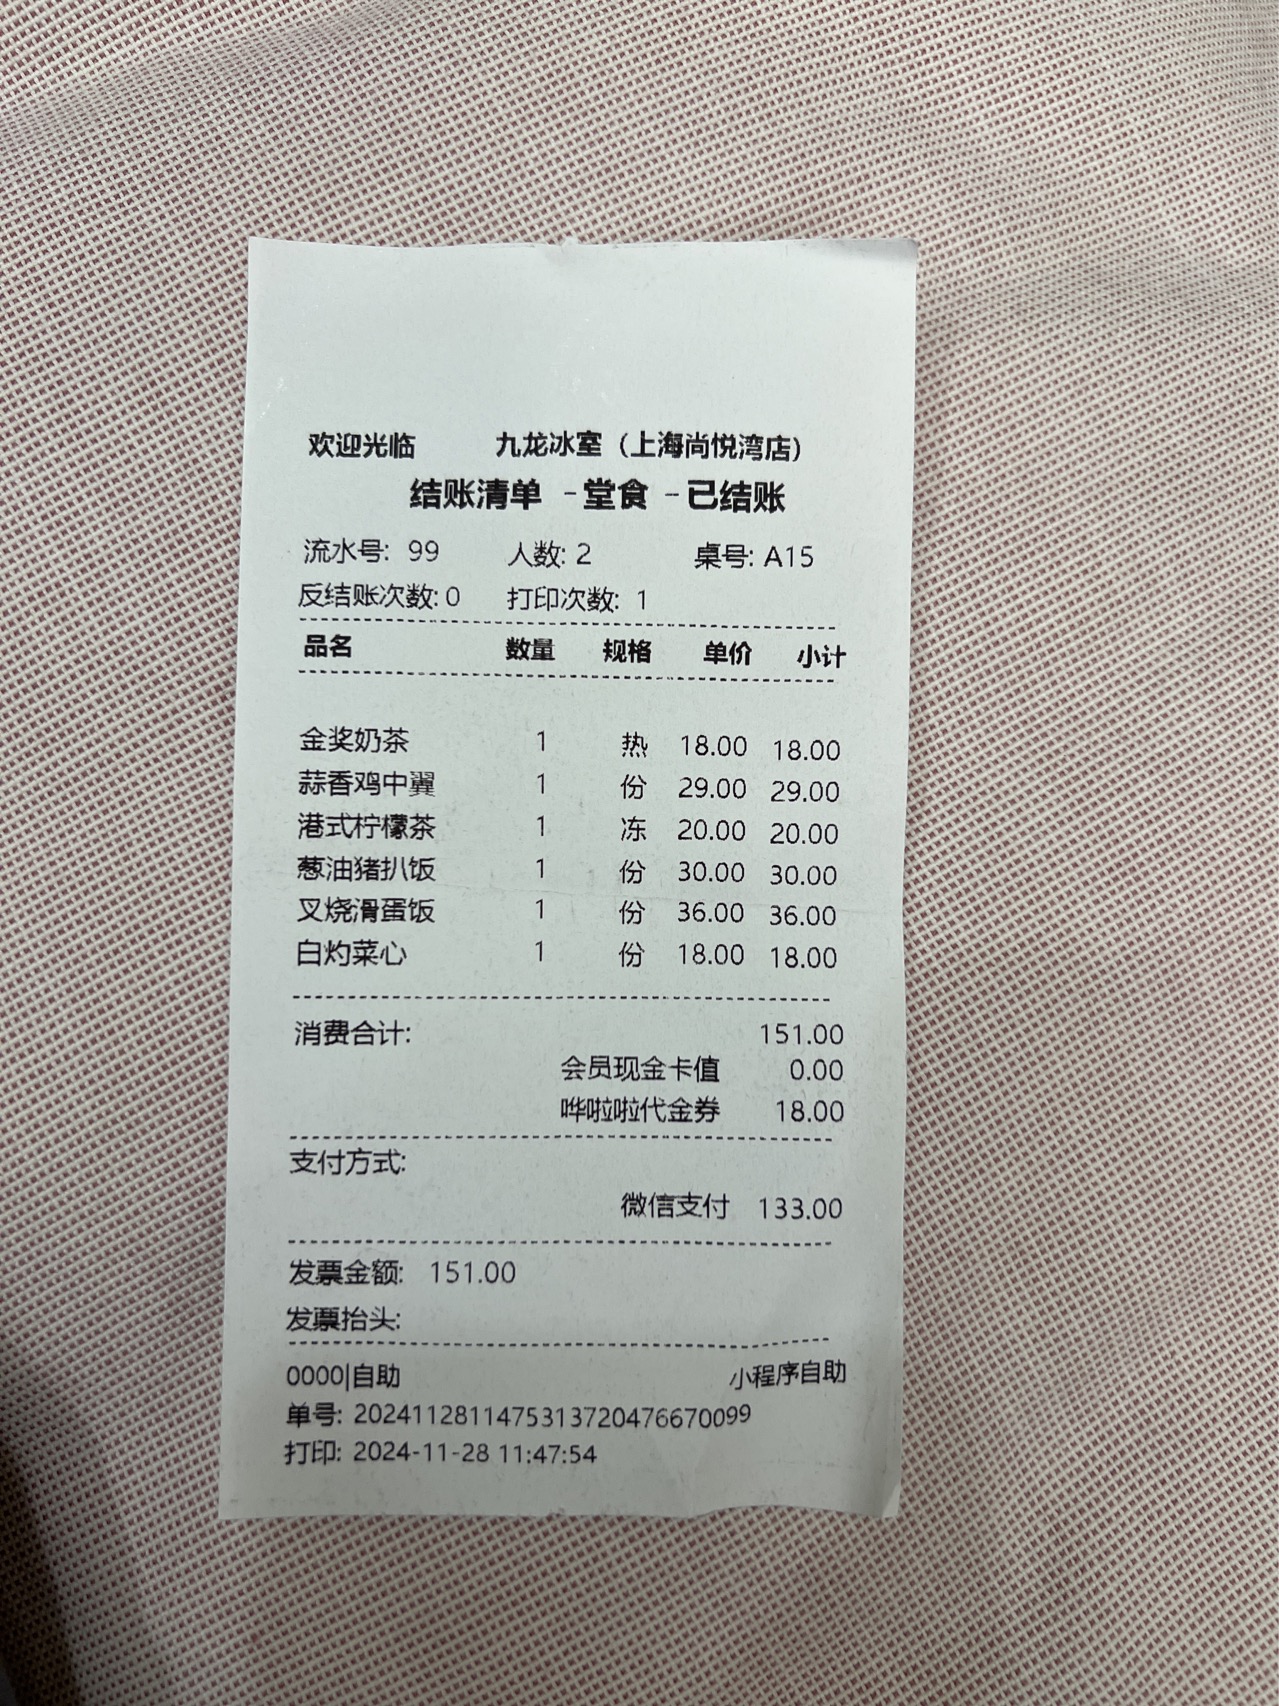 欢迎光临 九龙冰室（上海尚悦湾店）
结账清单 -堂食 -已结账
流水号: 99 人数: 2 桌号: A15
反结账次数: 0 打印次数: 1
品名 数量 规格 单价 小计
金奖奶茶 1 热 18.00 18.00
蒜香鸡中翼 1 份 29.00 29.00
港式柠檬茶 1 冻 20.00 20.00
葱油猪扒饭 1 份 30.00 30.00
叉烧滑蛋饭 1 份 36.00 36.00
白灼菜心 1 份 18.00 18.00
消费合计: 151.00
会员现金卡值 0.00
哗啦啦代金券 18.00
支付方式:
微信支付 133.00
发票金额: 151.00
发票抬头:
0000|自助 小程序自助
单号: 2024112811475313720476670099
打印: 2024-11-28 11:47:54